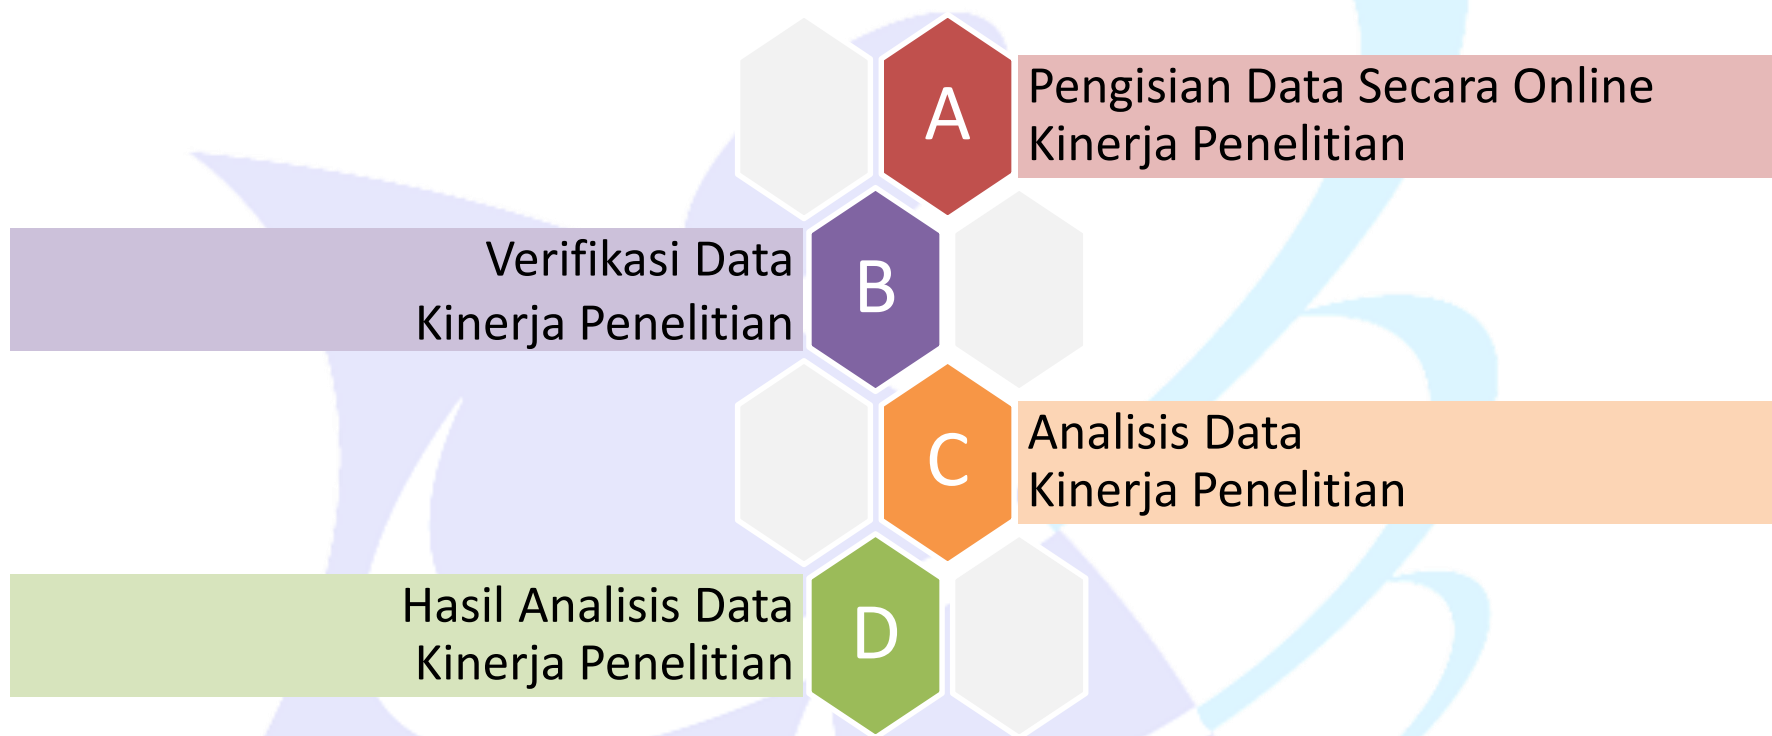 A
Pengisian Data Secara Online
Kinerja Penelitian
B
Verifikasi Data
Kinerja Penelitian
C
Analisis Data
Kinerja Penelitian
D
Hasil Analisis Data
Kinerja Penelitian